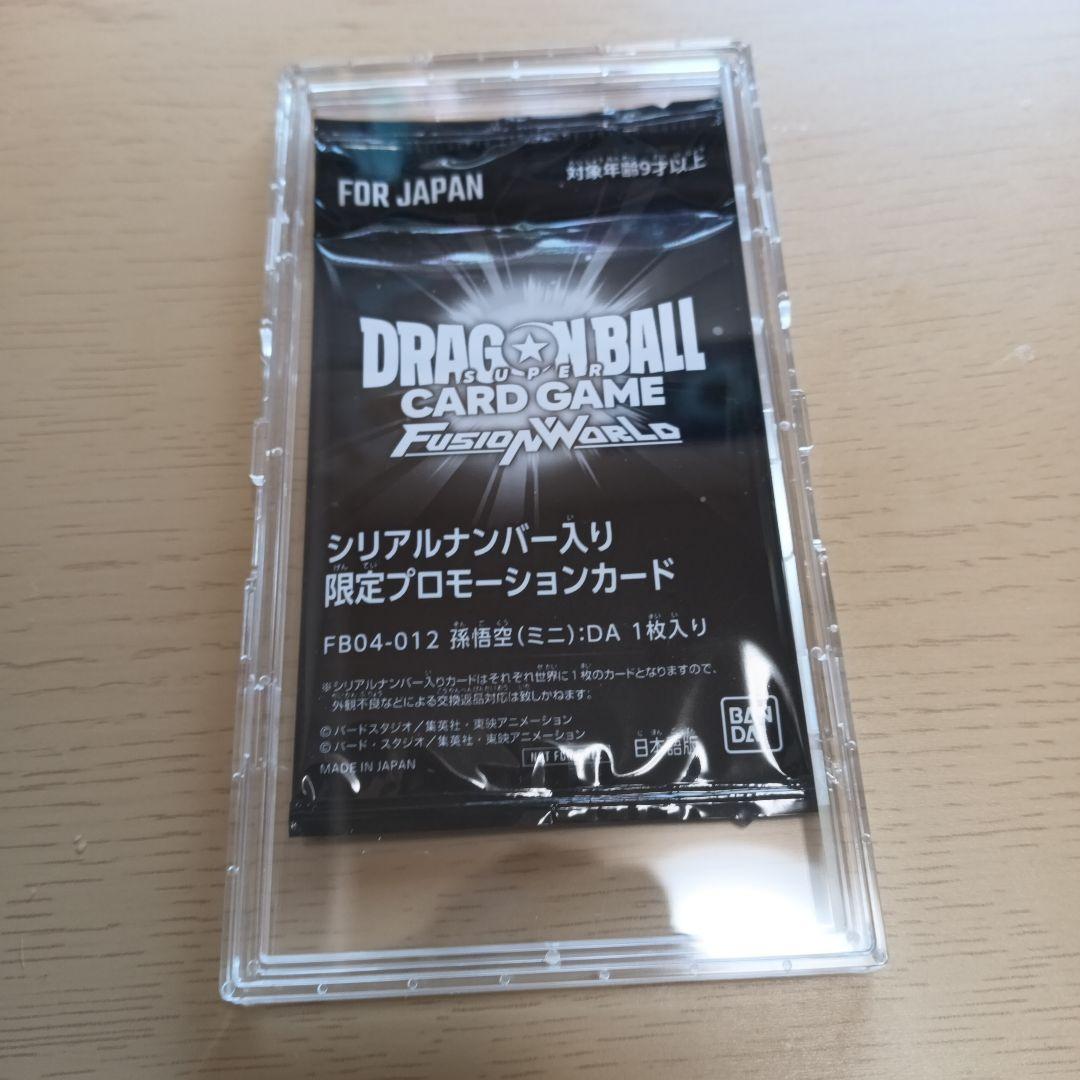 FOR JAPAN
対象年齢9才以上
DRAGON BALL
SUPER
CARD GAME
FUSION WORLD
シリアルナンバー入り
限定プロモーションカード
FB04-012 孫悟空(ミニ):DA 1枚入り
※シリアルナンバー入りカードはそれぞれ世界に1枚のカードとなりますので、
外観不良などによる交換返品対応は致しかねます。
©バードスタジオ/集英社・東映アニメーション
©バード・スタジオ/集英社・東映アニメーション
MADE IN JAPAN
NOT FOR
日本語版
BAN
DAI